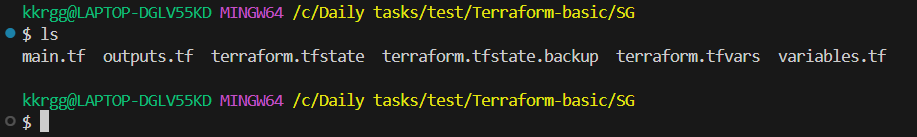 kkrgg@LAPTOP-DGLV55KD MINGW64 /c/Daily tasks/test/Terraform-basic/SG
$ ls
main.tf  outputs.tf  terraform.tfstate  terraform.tfstate.backup  terraform.tfvars  variables.tf
kkrgg@LAPTOP-DGLV55KD MINGW64 /c/Daily tasks/test/Terraform-basic/SG
$